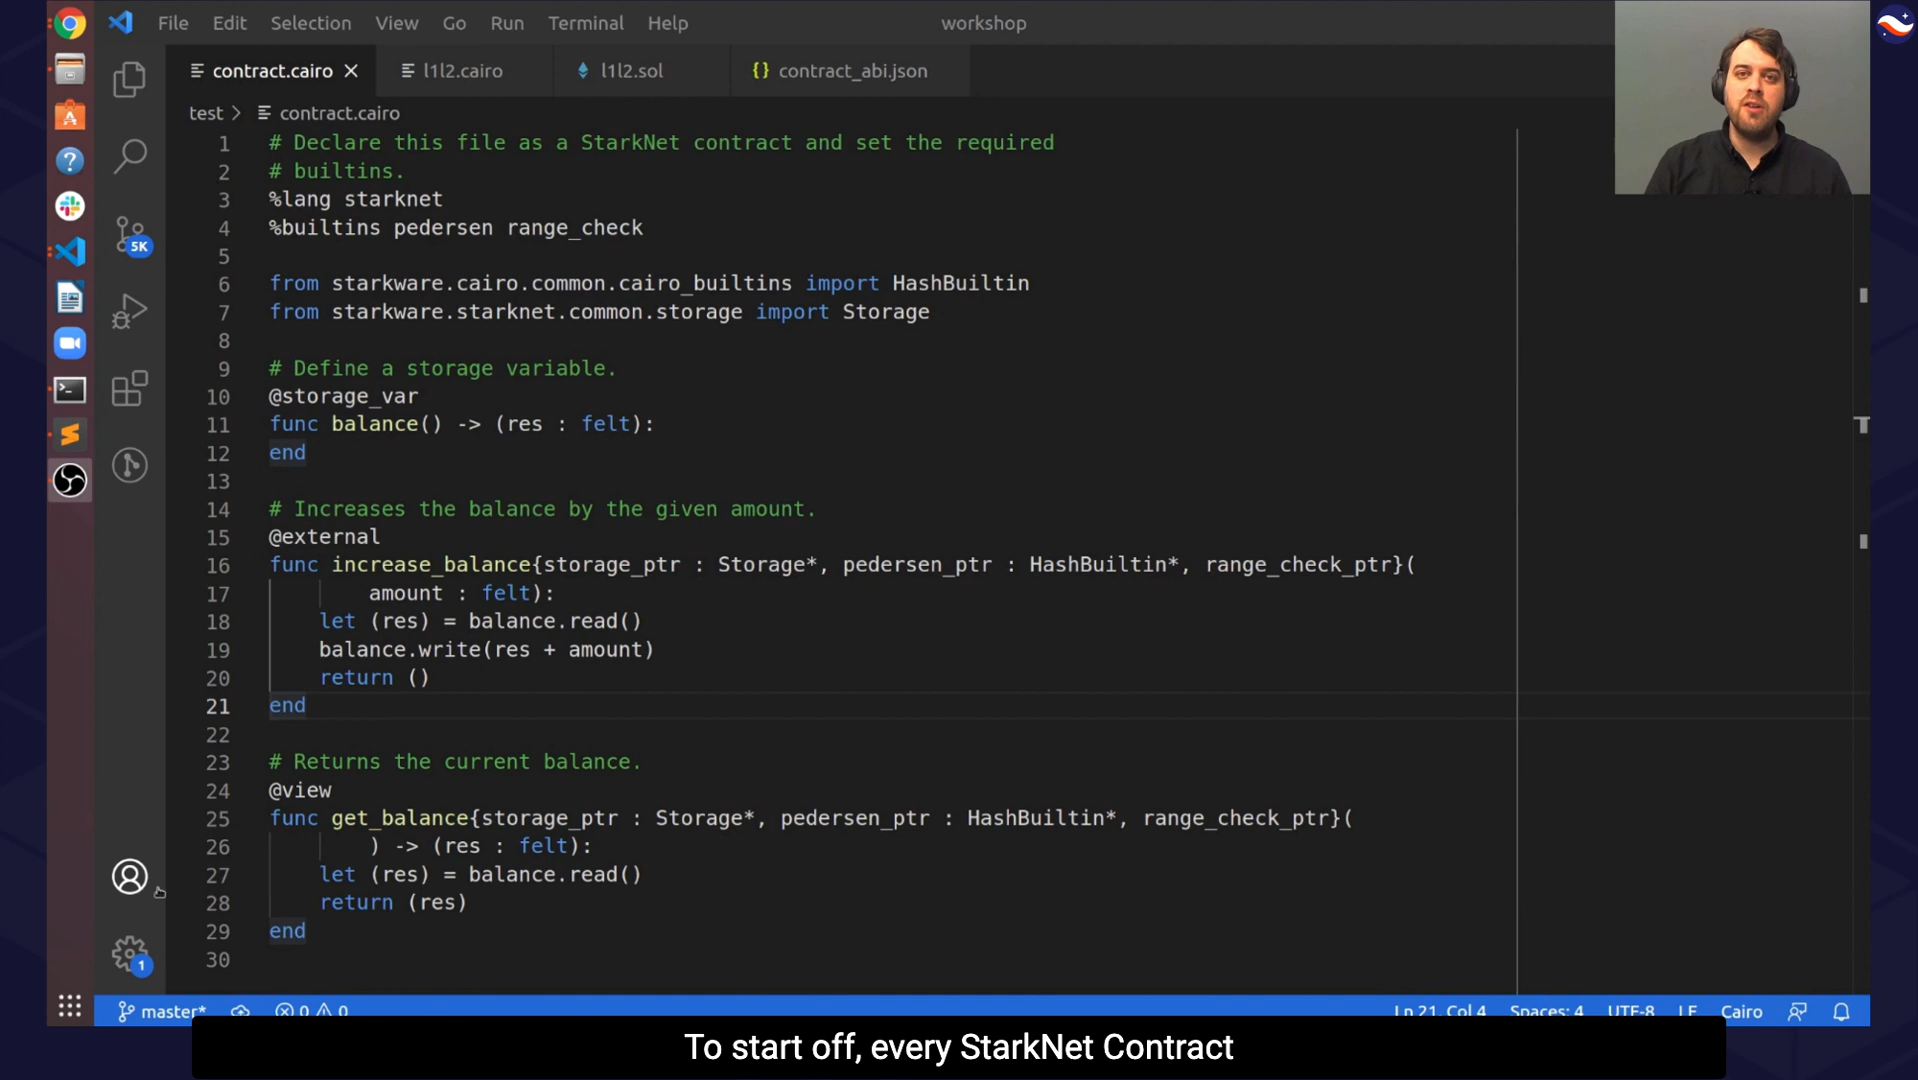 File Edit Selection View Go Run Terminal Help workshop
contract.cairo l1l2.cairo l1l2.sol {} contract_abi.json
test > contract.cairo
1 # Declare this file as a StarkNet contract and set the required
2 # builtins.
3 %lang starknet
4 %builtins pedersen range_check
5
6 from starkware.cairo.common.cairo_builtins import HashBuiltin
7 from starkware.starknet.common.storage import Storage
8
9 # Define a storage variable.
10 @storage_var
11 func balance() -> (res : felt):
12 end
13
14 # Increases the balance by the given amount.
15 @external
16 func increase_balance{storage_ptr : Storage*, pedersen_ptr : HashBuiltin*, range_check_ptr}(
17 amount : felt):
18 let (res) = balance.read()
19 balance.write(res + amount)
20 return ()
21 end
22
23 # Returns the current balance.
24 @view
25 func get_balance{storage_ptr : Storage*, pedersen_ptr : HashBuiltin*, range_check_ptr}(
26 ) -> (res : felt):
27 let (res) = balance.read()
28 return (res)
29 end
30
5K
1
master* 0 0 Ln 21, Col 4 Spaces: 4 UTF-8 LF Cairo
To start off, every StarkNet Contract